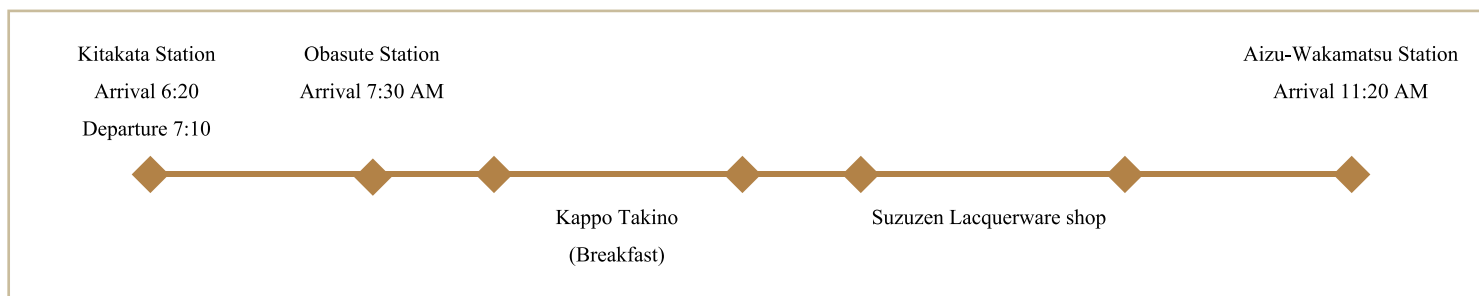 Kitakata Station
Arrival 6:20
Departure 7:10
Obasute Station
Arrival 7:30 AM
Kappo Takino
(Breakfast)
Suzuzen Lacquerware shop
Aizu-Wakamatsu Station
Arrival 11:20 AM